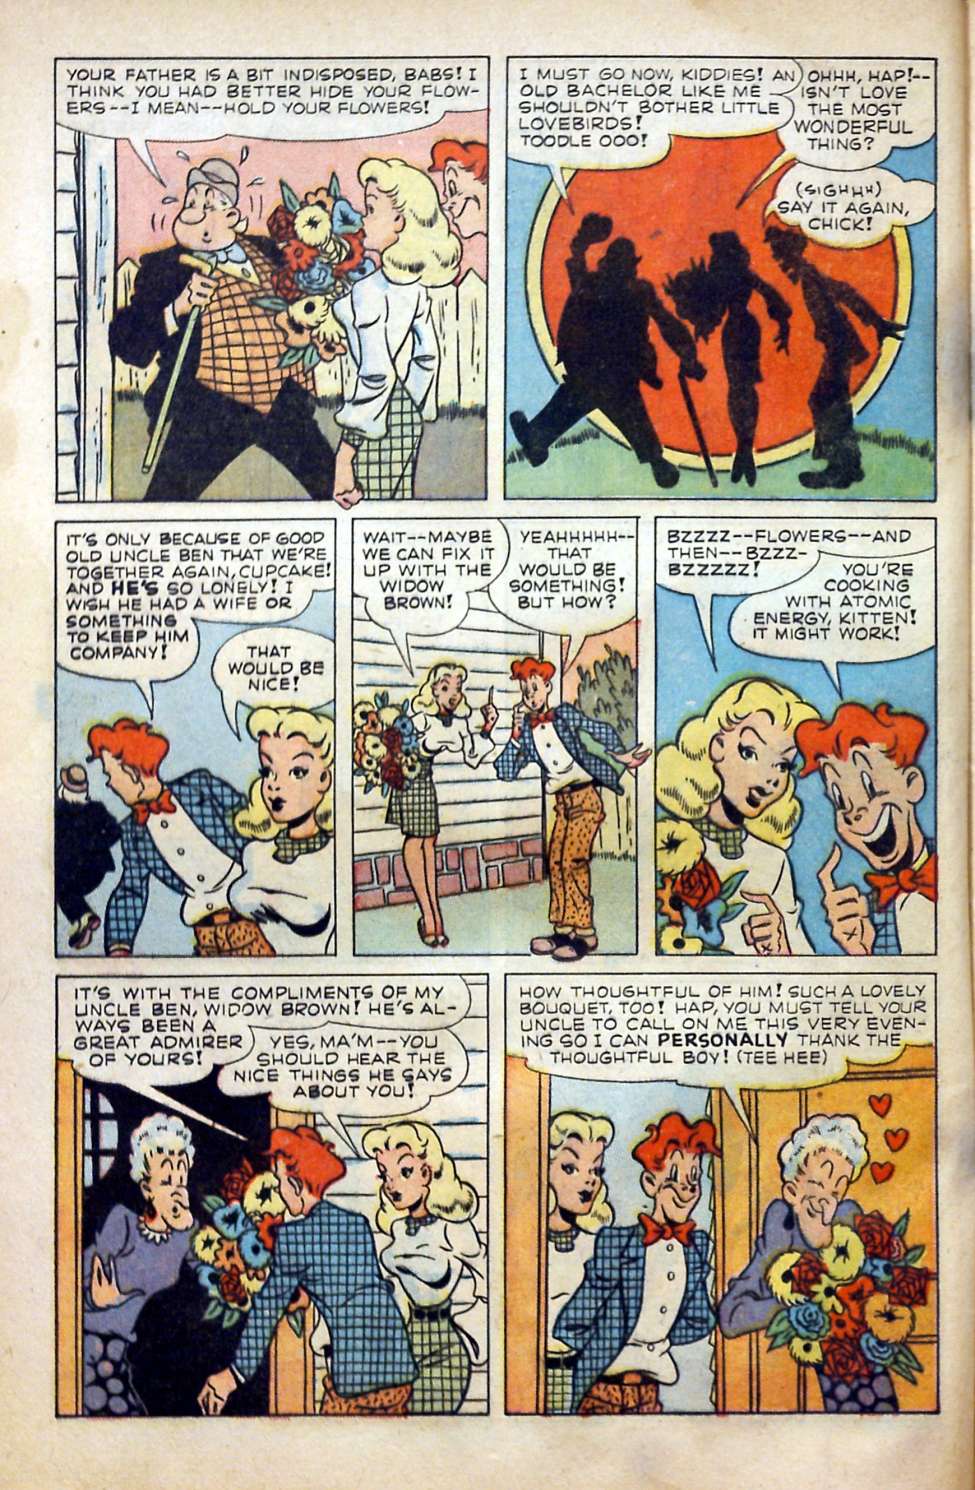 YOUR FATHER IS A BIT INDISPOSED, BABS! I
THINK YOU HAD BETTER HIDE YOUR FLOW-
ERS--I MEAN--HOLD YOUR FLOWERS!
I MUST GO NOW, KIDDIES! AN
OLD BACHELOR LIKE ME
SHOULDN'T BOTHER LITTLE
LOVEBIRDS!
TOODLE OOO!
OHHH, HAP!--
ISN'T LOVE
THE MOST
WONDERFUL
THING?
(SIGHHH)
SAY IT AGAIN,
CHICK!
IT'S ONLY BECAUSE OF GOOD
OLD UNCLE BEN THAT WE'RE
TOGETHER AGAIN, CUPCAKE!
AND HE'S SO LONELY! I
WISH HE HAD A WIFE OR
SOMETHING
TO KEEP HIM
COMPANY!
THAT
WOULD BE
NICE!
WAIT--MAYBE
WE CAN FIX IT
UP WITH THE
WIDOW
BROWN!
YEAHHHHH--
THAT
WOULD BE
SOMETHING!
BUT HOW?
BZZZZ--FLOWERS--AND
THEN--BZZZ-
BZZZZZ!
YOU'RE
COOKING
WITH ATOMIC
ENERGY, KITTEN!
IT MIGHT WORK!
IT'S WITH THE COMPLIMENTS OF MY
UNCLE BEN, WIDOW BROWN! HE'S AL-
WAYS BEEN A
GREAT ADMIRER
OF YOURS!
YES, MA'M--YOU
SHOULD HEAR THE
NICE THINGS HE SAYS
ABOUT YOU!
HOW THOUGHTFUL OF HIM! SUCH A LOVELY
BOUQUET, TOO! HAP, YOU MUST TELL YOUR
UNCLE TO CALL ON ME THIS VERY EVEN-
ING SO I CAN PERSONALLY THANK THE
THOUGHTFUL BOY! (TEE HEE)